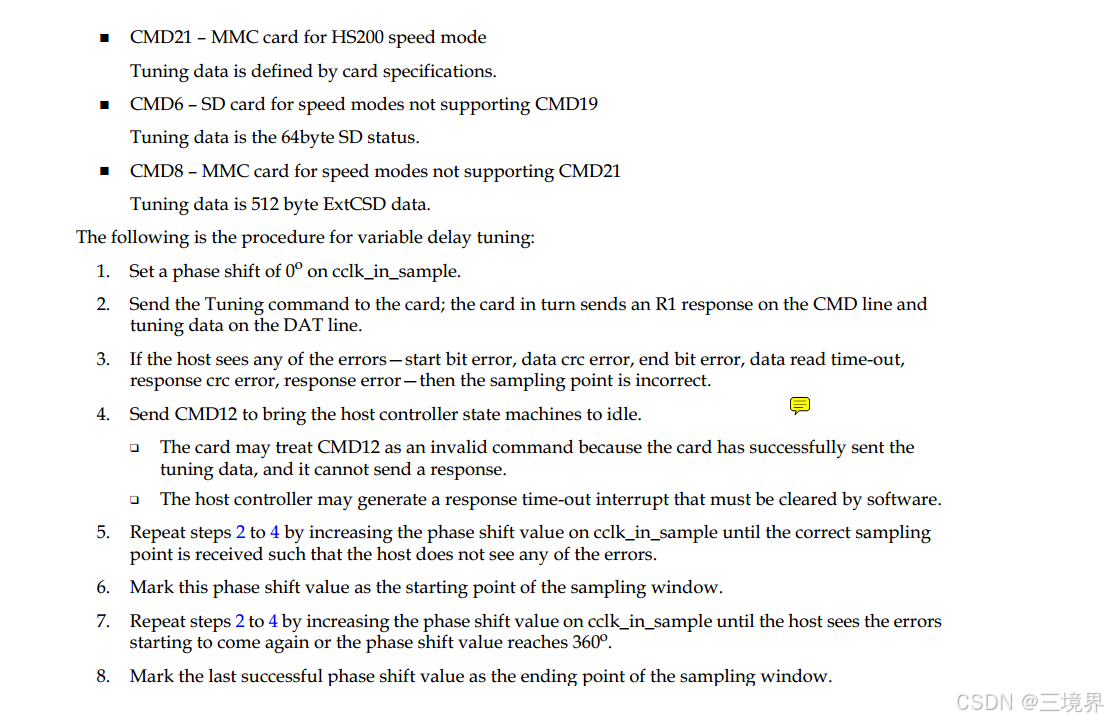 ■ CMD21 – MMC card for HS200 speed mode
Tuning data is defined by card specifications.
■ CMD6 – SD card for speed modes not supporting CMD19
Tuning data is the 64byte SD status.
■ CMD8 – MMC card for speed modes not supporting CMD21
Tuning data is 512 byte ExtCSD data.
The following is the procedure for variable delay tuning:
1. Set a phase shift of 0º on cclk_in_sample.
2. Send the Tuning command to the card; the card in turn sends an R1 response on the CMD line and
tuning data on the DAT line.
3. If the host sees any of the errors—start bit error, data crc error, end bit error, data read time-out,
response crc error, response error—then the sampling point is incorrect.
4. Send CMD12 to bring the host controller state machines to idle.
❑ The card may treat CMD12 as an invalid command because the card has successfully sent the
tuning data, and it cannot send a response.
❑ The host controller may generate a response time-out interrupt that must be cleared by software.
5. Repeat steps 2 to 4 by increasing the phase shift value on cclk_in_sample until the correct sampling
point is received such that the host does not see any of the errors.
6. Mark this phase shift value as the starting point of the sampling window.
7. Repeat steps 2 to 4 by increasing the phase shift value on cclk_in_sample until the host sees the errors
starting to come again or the phase shift value reaches 360º.
8. Mark the last successful phase shift value as the ending point of the sampling window.
CSDN @三境界